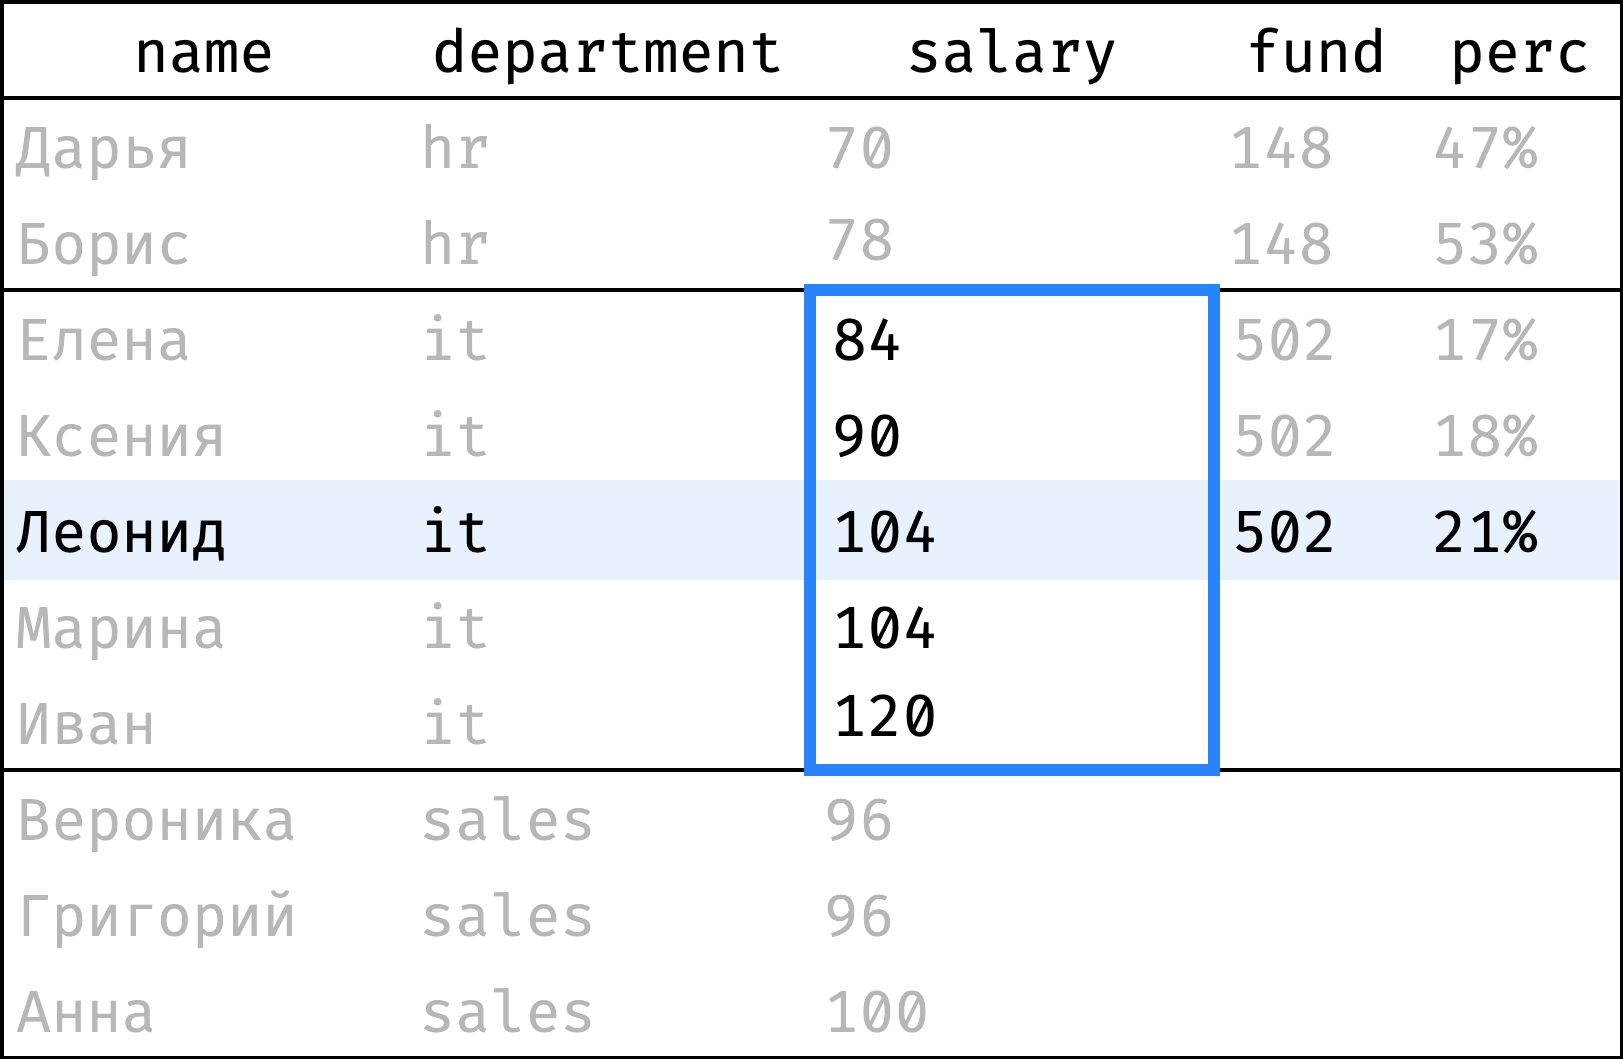 name department salary fund perc
Дарья hr 70 148 47%
Борис hr 78 148 53%
Елена it 84 502 17%
Ксения it 90 502 18%
Леонид it 104 502 21%
Марина it 104
Иван it 120
Вероника sales 96
Григорий sales 96
Анна sales 100